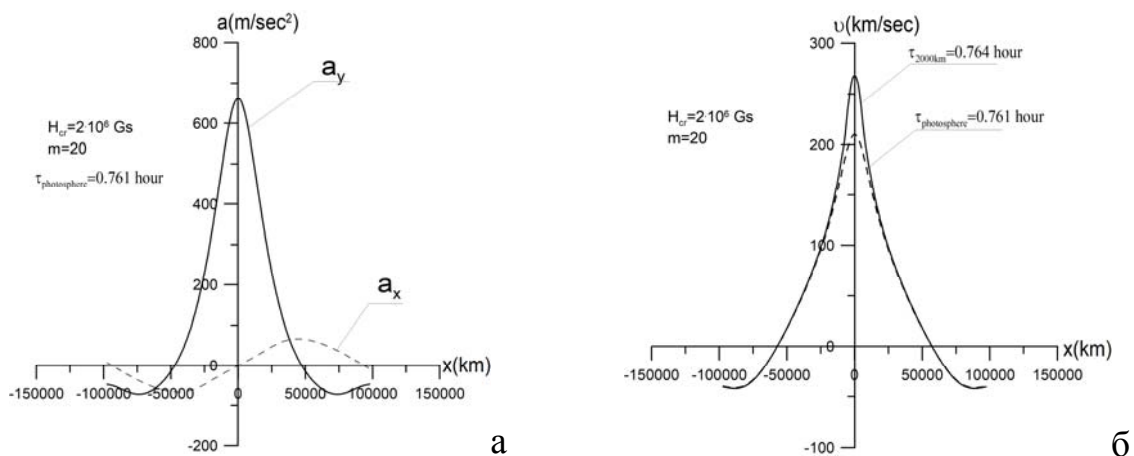 a(m/sec²)
800
600
400
200
0
-200
-150000 -100000 -50000 0 50000 100000 150000
x(km)
a_y
a_x
H_cr=2·10⁶ Gs
m=20
τ_photosphere=0.761 hour
а
υ(km/sec)
300
200
100
0
-100
-150000 -100000 -50000 0 50000 100000 150000
x(km)
τ_2000km=0.764 hour
τ_photosphere=0.761 hour
H_cr=2·10⁶ Gs
m=20
б